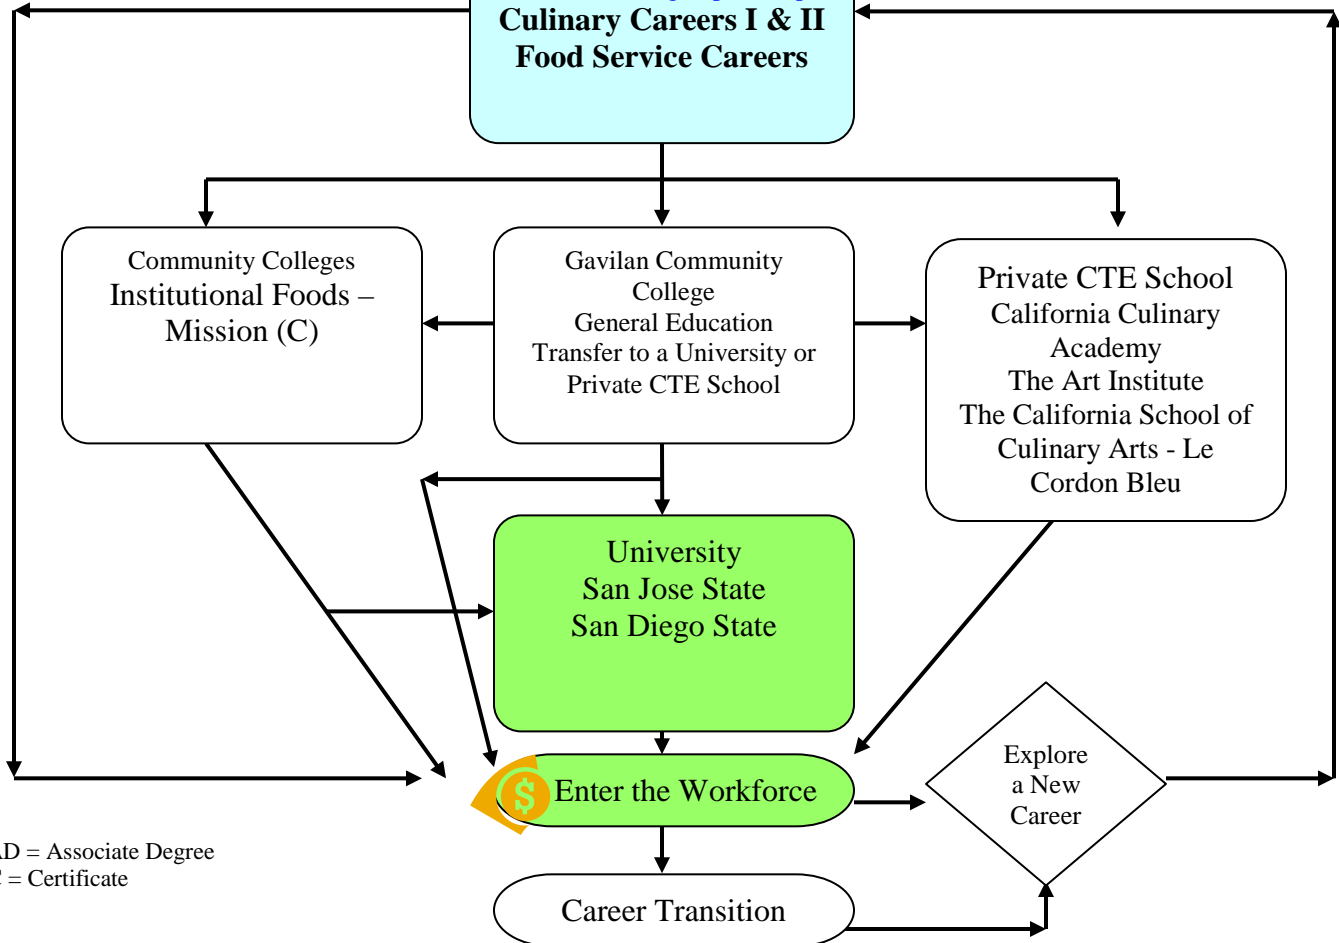 Culinary Careers I & II
Food Service Careers
Community Colleges
Institutional Foods –
Mission (C)
Gavilan Community
College
General Education
Transfer to a University or
Private CTE School
Private CTE School
California Culinary
Academy
The Art Institute
The California School of
Culinary Arts - Le
Cordon Bleu
University
San Jose State
San Diego State
Enter the Workforce
$
Explore
a New
Career
AD = Associate Degree
C = Certificate
Career Transition